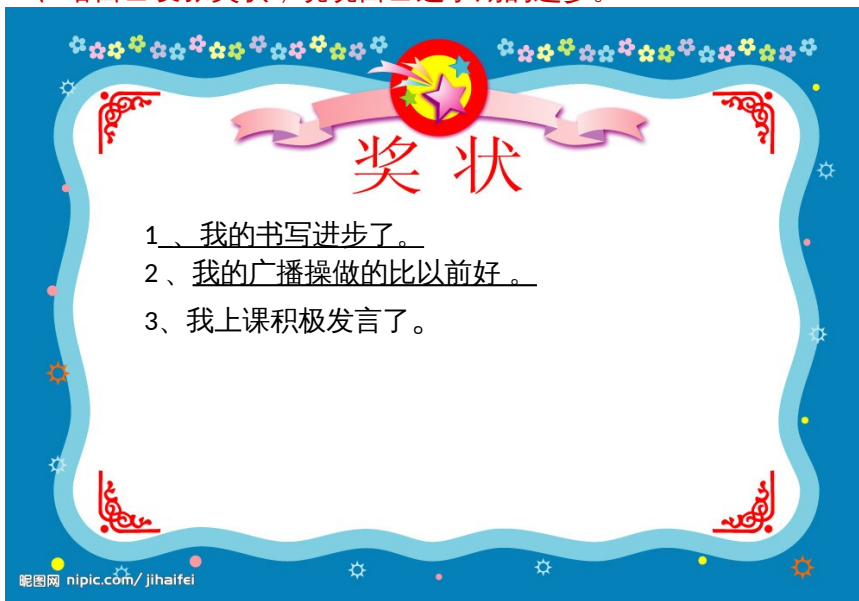 奖 状
1 、我的书写进步了。
2 、我的广播操做的比以前好 。
3、我上课积极发言了。
昵图网 nipic.com/ jihaifei